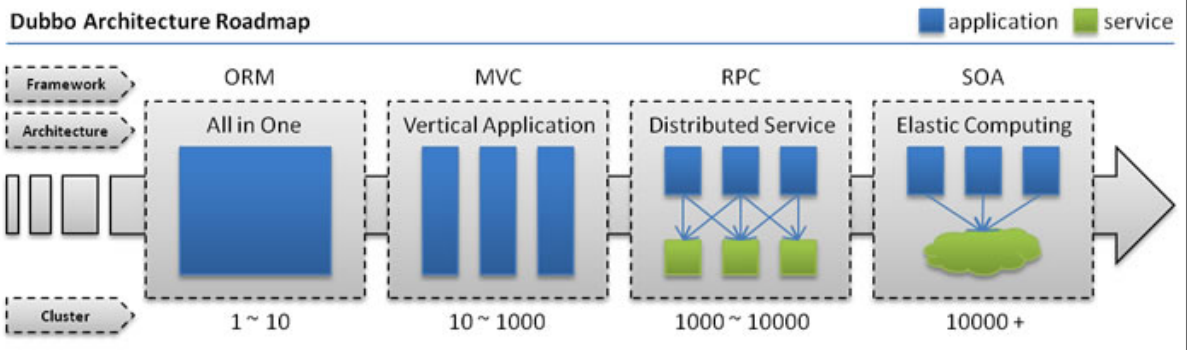 Dubbo Architecture Roadmap
application
service
Framework
ORM
MVC
RPC
SOA
Architecture
All in One
Vertical Application
Distributed Service
Elastic Computing
Cluster
1 ~ 10
10 ~ 1000
1000 ~ 10000
10000 +